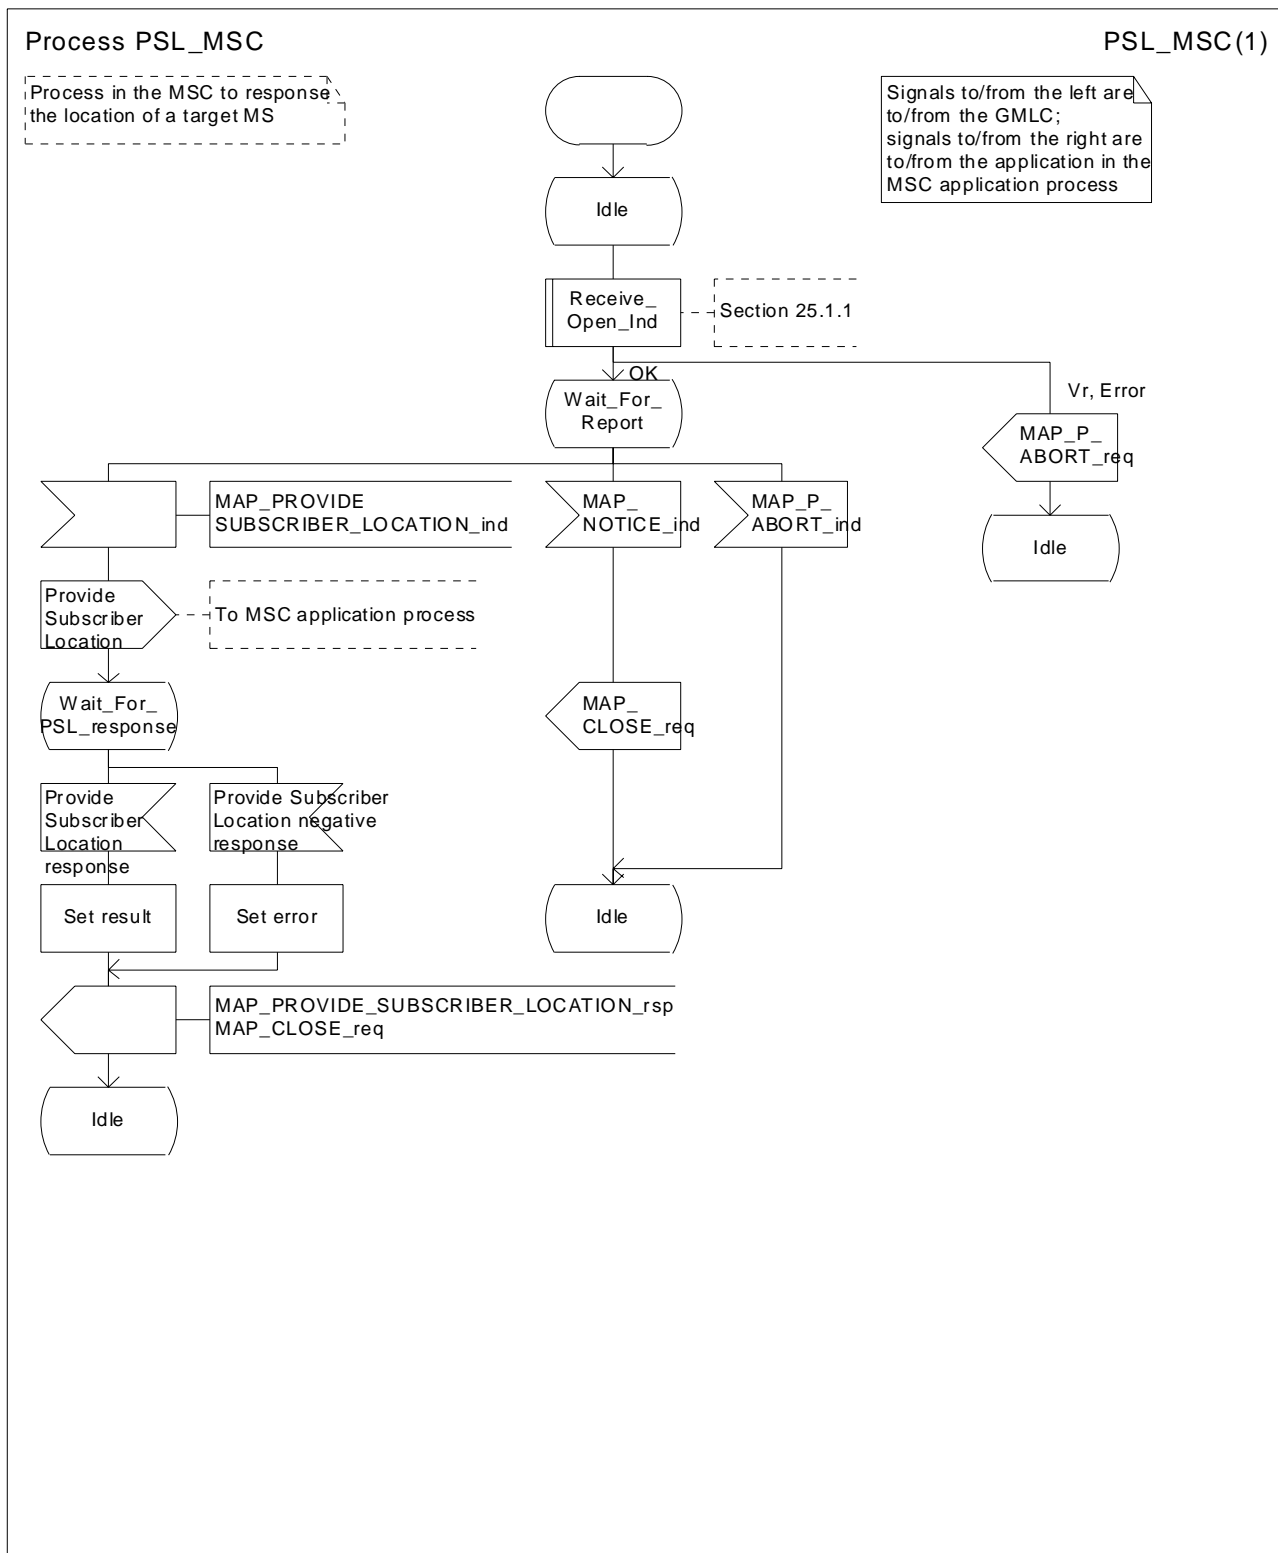 Process PSL_MSC
PSL_MSC(1)
Process in the MSC to response
the location of a target MS
Signals to/from the left are
to/from the GMLC;
signals to/from the right are
to/from the application in the
MSC application process
Idle
Receive_
Open_Ind
Section 25.1.1
OK
Vr, Error
Wait_For_
Report
MAP_P_
ABORT_req
Idle
MAP_PROVIDE
SUBSCRIBER_LOCATION_ind
MAP_
NOTICE_ind
MAP_P_
ABORT_ind
Provide
Subscriber
Location
To MSC application process
Wait_For_
PSL_response
MAP_
CLOSE_req
Provide
Subscriber
Location
response
Provide Subscriber
Location negative
response
Set result
Set error
Idle
MAP_PROVIDE_SUBSCRIBER_LOCATION_rsp
MAP_CLOSE_req
Idle